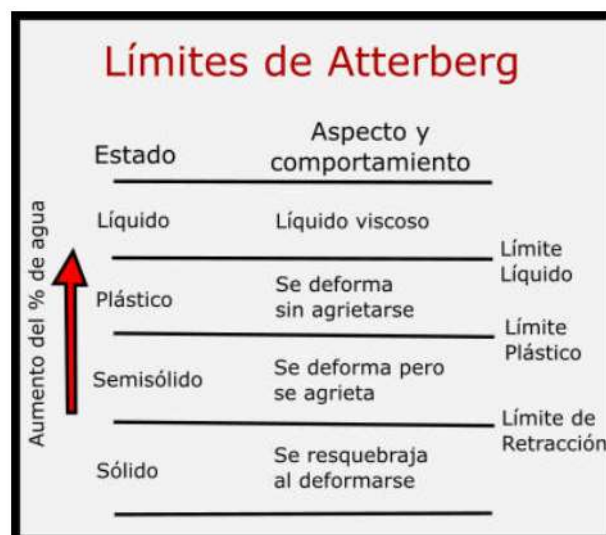 Límites de Atterberg
Estado
Aspecto y
comportamiento
Aumento del % de agua
Líquido
Líquido viscoso
Límite
Líquido
Plástico
Se deforma
sin agrietarse
Límite
Plástico
Semisólido
Se deforma pero
se agrieta
Límite de
Retracción
Sólido
Se resquebraja
al deformarse